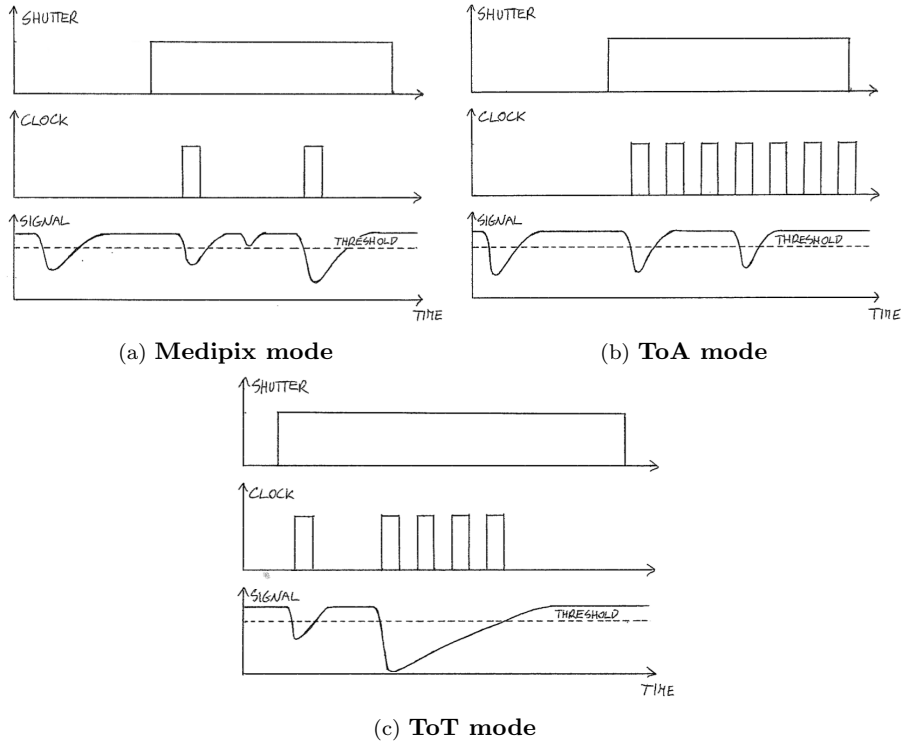 SHUTTER
CLOCK
SIGNAL
THRESHOLD
TIME
(a) Medipix mode
SHUTTER
CLOCK
SIGNAL
THRESHOLD
TIME
(b) ToA mode
SHUTTER
CLOCK
SIGNAL
THRESHOLD
TIME
(c) ToT mode